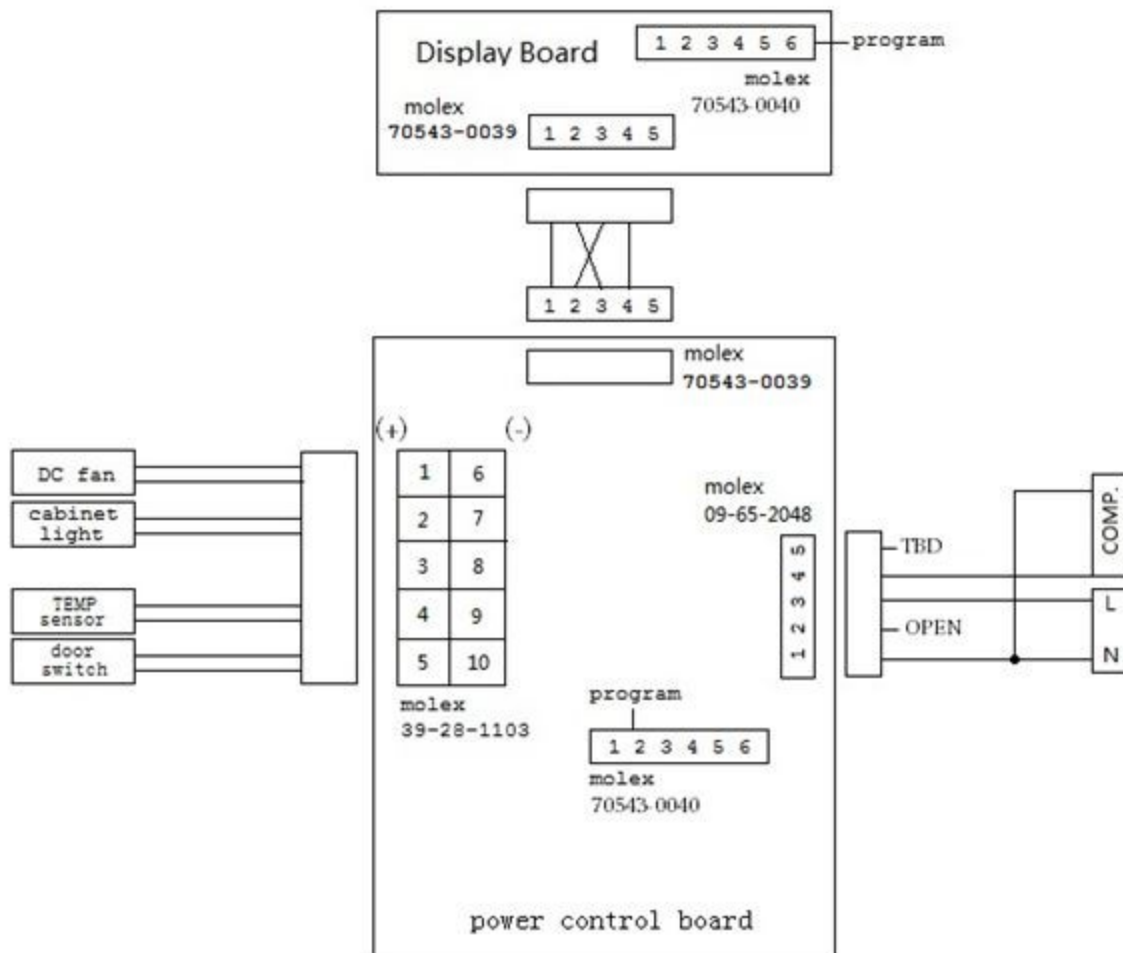 Display Board
1 2 3 4 5 6
program
molex
70543-0040
molex
70543-0039
1 2 3 4 5
1 2 3 4 5
molex
70543-0039
(+)
(-)
DC fan
cabinet
light
TEMP
sensor
door
switch
1 6
2 7
3 8
4 9
5 10
molex
39-28-1103
molex
09-65-2048
1 2 3 4 5
TBD
OPEN
COMP.
L
N
program
1 2 3 4 5 6
molex
70543-0040
power control board